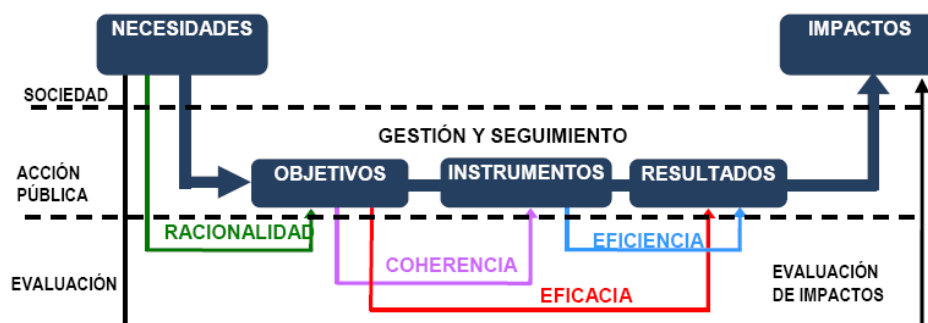 NECESIDADES
IMPACTOS
SOCIEDAD
GESTIÓN Y SEGUIMIENTO
ACCIÓN
PÚBLICA
OBJETIVOS
INSTRUMENTOS
RESULTADOS
RACIONALIDAD
EFICIENCIA
COHERENCIA
EFICACIA
EVALUACIÓN
EVALUACIÓN
DE IMPACTOS